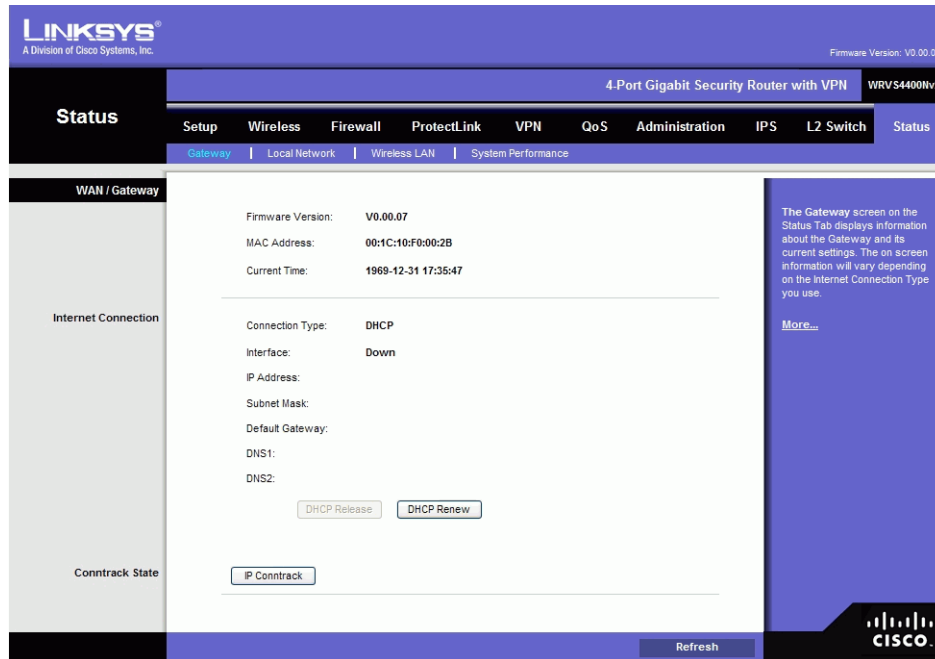 LINKSYS®
A Division of Cisco Systems, Inc.
Firmware Version: V0.00.0
4-Port Gigabit Security Router with VPN WRVS4400Nv
Status
Setup Wireless Firewall ProtectLink VPN QoS Administration IPS L2 Switch Status
Gateway | Local Network | Wireless LAN | System Performance
WAN / Gateway
Firmware Version: V0.00.07
MAC Address: 00:1C:10:F0:00:2B
Current Time: 1969-12-31 17:35:47
Internet Connection
Connection Type: DHCP
Interface: Down
IP Address:
Subnet Mask:
Default Gateway:
DNS1:
DNS2:
DHCP Release DHCP Renew
Conntrack State
IP Conntrack
The Gateway screen on the
Status Tab displays information
about the Gateway and its
current settings. The on screen
information will vary depending
on the Internet Connection Type
you use.
More...
Refresh
CISCO.